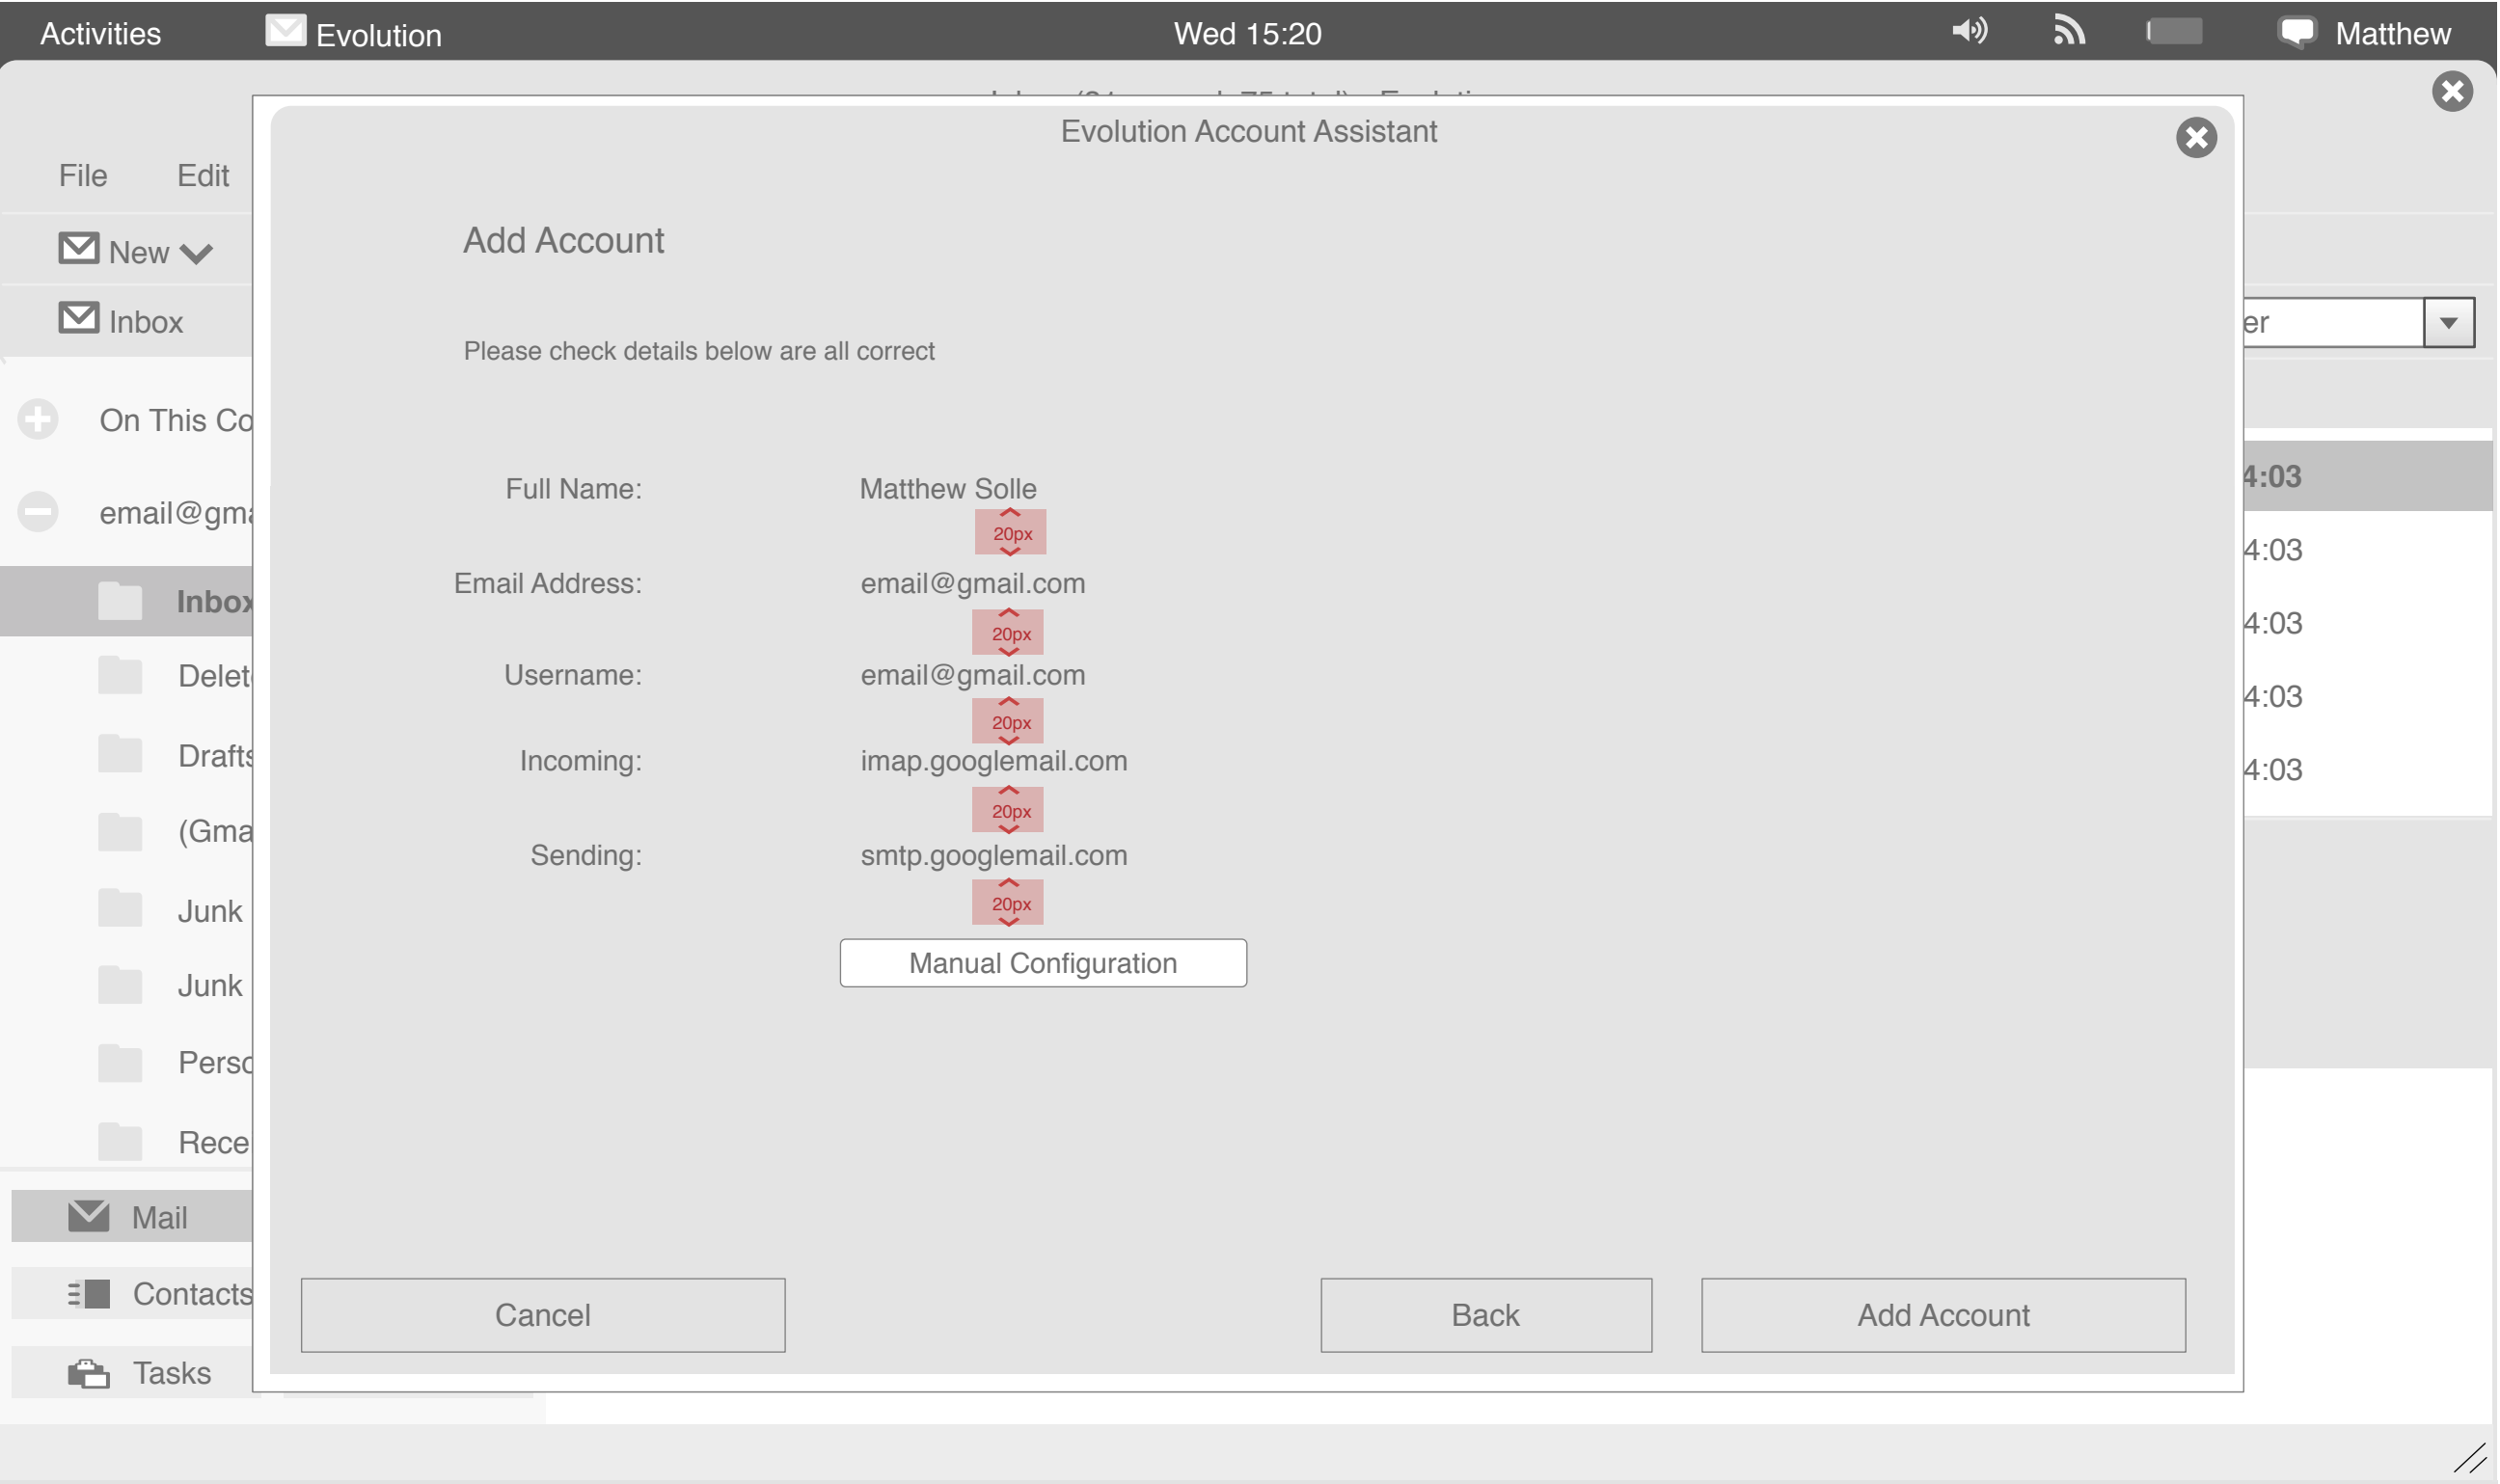 Activities Evolution Wed 15:20 Matthew
Evolution Account Assistant
File Edit
Add Account
New
Inbox
er
Please check details below are all correct
On This Co
4:03
Full Name: Matthew Solle
email@gma
20px
4:03
Email Address: email@gmail.com
Inbox
4:03
20px
Username: email@gmail.com
Delet
4:03
20px
Drafts
Incoming: imap.googlemail.com
4:03
20px
(Gma
Sending: smtp.googlemail.com
20px
Junk
Manual Configuration
Junk
Perso
Rece
Mail
Contacts
Cancel Back Add Account
Tasks